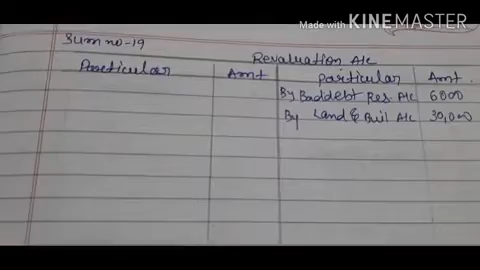 Made with KINEMASTER
Sum no-19
Revaluation A/c
Particular Amt Particular Amt.
By Baddebt Res. A/c 6000
By Land & Buil A/c 30,000